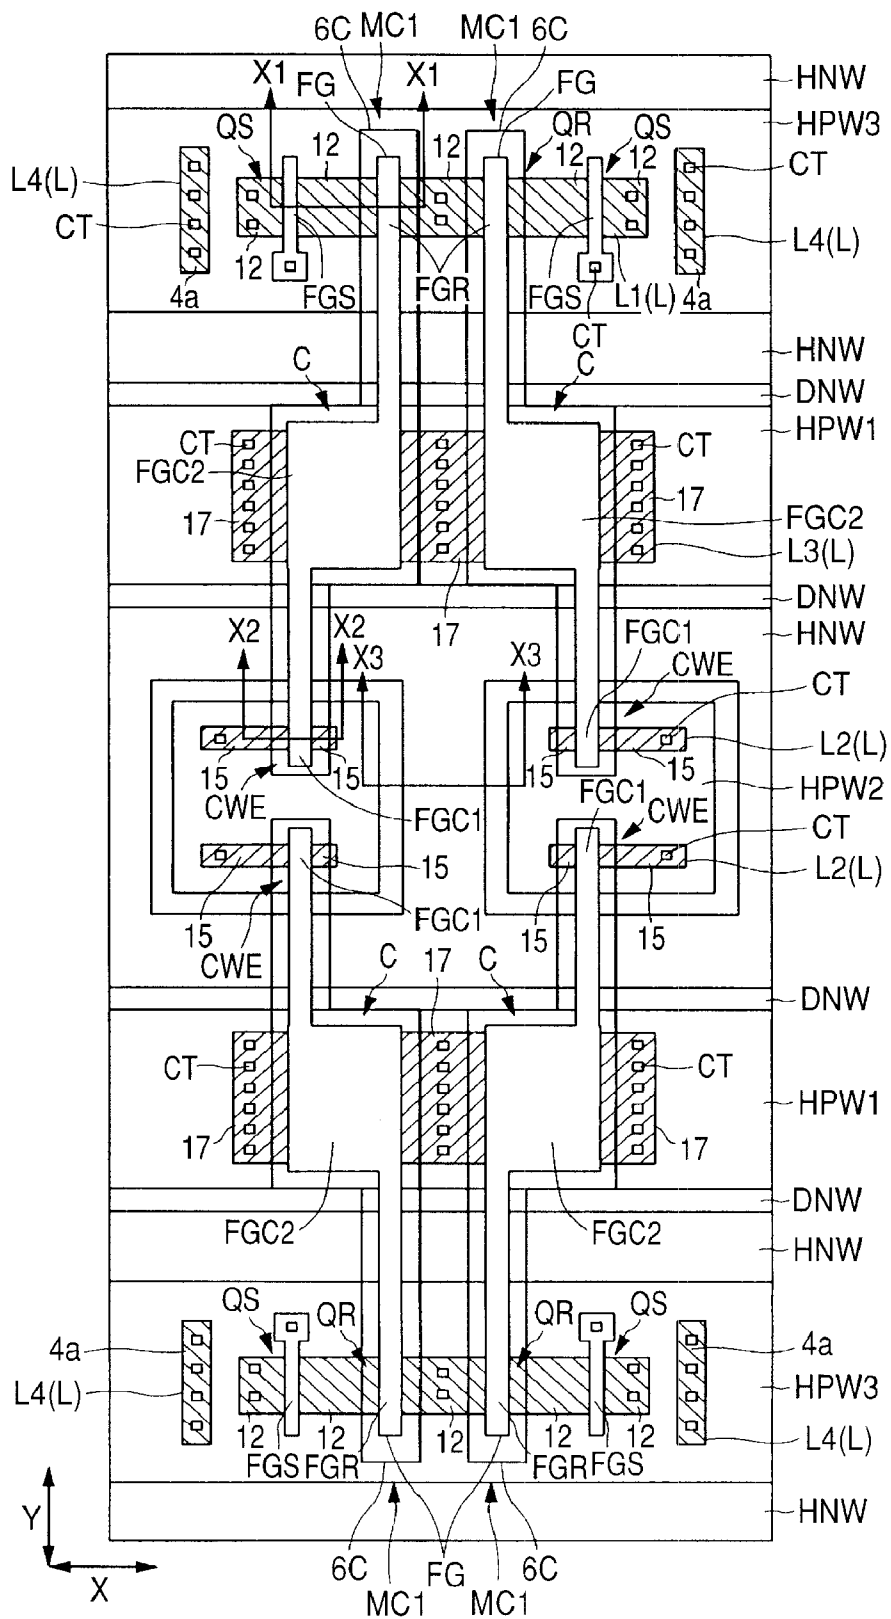 6C MC1 MC1 6C
X1 FG X1 FG HNW
HPW3
QS 12 12 QR QS
12 12 CT
L4(L)
CT L4(L)
12
4a FGS FGR FGS L1(L) 4a
CT
C C HNW
DNW
HPW1
CT CT
FGC2 17
17 FGC2
L3(L)
17 DNW
HNW
X2 X2 X3 X3 FGC1
CWE CT
L2(L)
15 15 15 15
CWE HPW2
FGC1 FGC1 CWE
CT
15 L2(L)
15 FGC1 15 15
CWE
C 17 C
DNW
CT CT
HPW1
17 17
DNW
FGC2 FGC2
HNW
QS QR QR QS
4a 4a
HPW3
L4(L)
12 12 12 12 12 L4(L)
FGS FGR FGR FGS
Y HNW
X 6C FG 6C
MC1 MC1